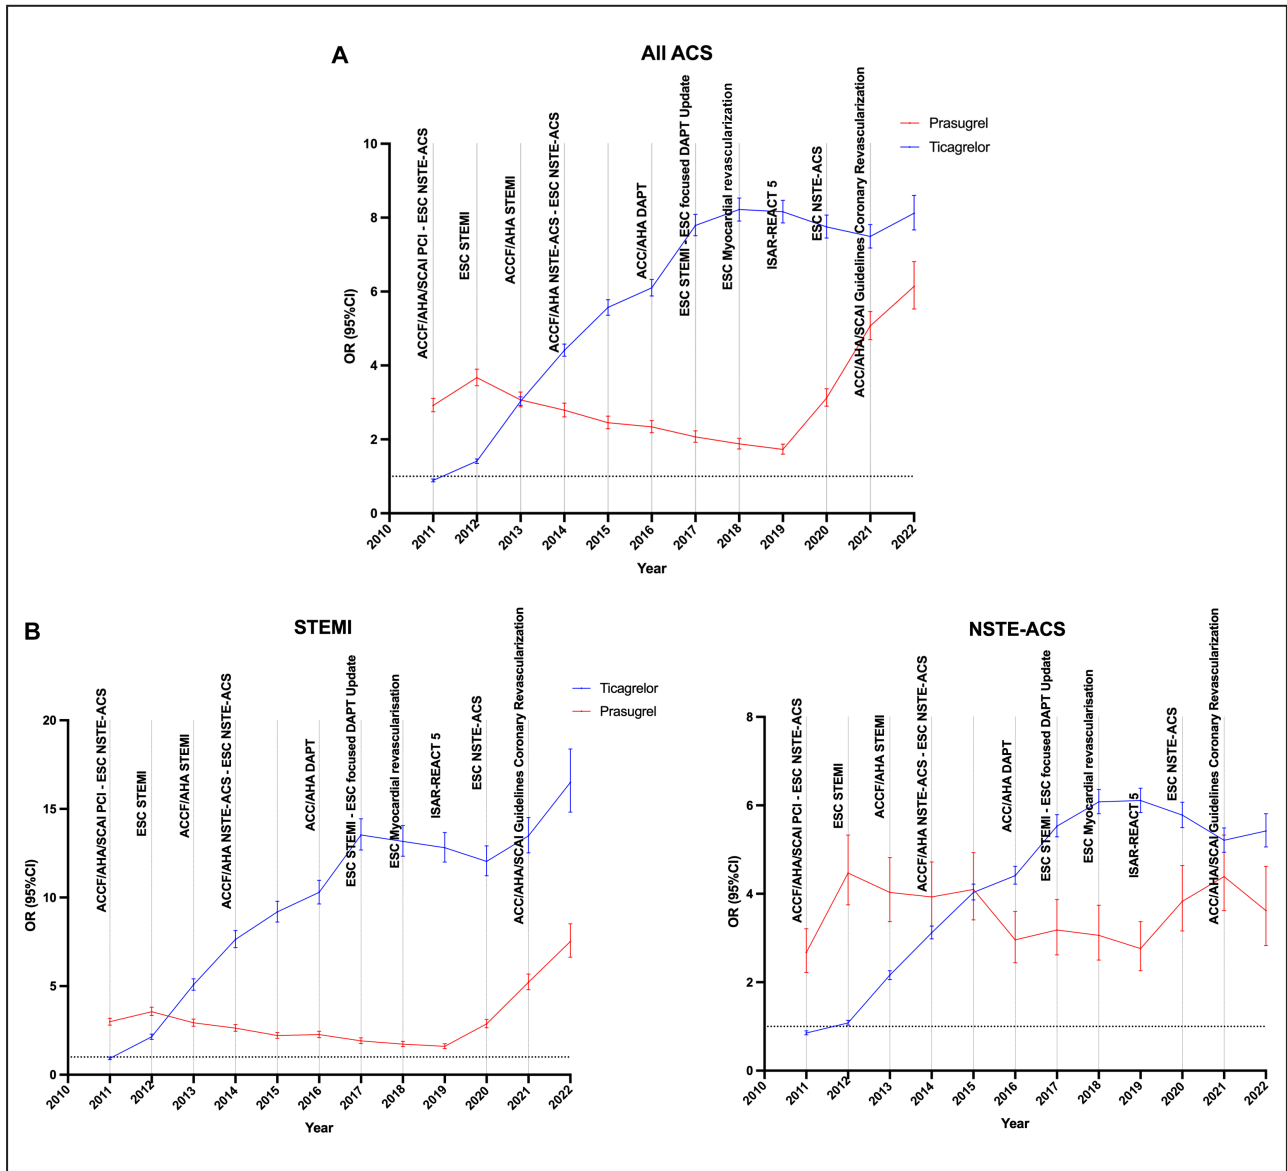 A
All ACS
ACCF/AHA/SCAI PCI - ESC NSTE-ACS
ESC STEMI
ACCF/AHA STEMI
ACCF/AHA NSTE-ACS - ESC NSTE-ACS
ACC/AHA DAPT
ESC STEMI - ESC focused DAPT Update
ESC Myocardial revascularization
ISAR-REACT 5
ESC NSTE-ACS
ACC/AHA/SCAI Guidelines Coronary Revascularization
Prasugrel
Ticagrelor
OR (95%CI)
10
8
6
4
2
0
2010
2011
2012
2013
2014
2015
2016
2017
2018
2019
2020
2021
2022
Year
B
STEMI
ACCF/AHA/SCAI PCI - ESC NSTE-ACS
ESC STEMI
ACCF/AHA STEMI
ACCF/AHA NSTE-ACS - ESC NSTE-ACS
ACC/AHA DAPT
ESC STEMI - ESC focused DAPT Update
ESC Myocardial revascularisation
ISAR-REACT 5
ESC NSTE-ACS
ACC/AHA/SCAI Guidelines Coronary Revascularization
Ticagrelor
Prasugrel
OR (95%CI)
20
15
10
5
0
2010
2011
2012
2013
2014
2015
2016
2017
2018
2019
2020
2021
2022
Year
NSTE-ACS
ACCF/AHA/SCAI PCI - ESC NSTE-ACS
ESC STEMI
ACCF/AHA STEMI
ACCF/AHA NSTE-ACS - ESC NSTE-ACS
ACC/AHA DAPT
ESC STEMI - ESC focused DAPT Update
ESC Myocardial revascularisation
ISAR-REACT 5
ESC NSTE-ACS
ACC/AHA/SCAI Guidelines Coronary Revascularization
OR (95%CI)
8
6
4
2
0
2010
2011
2012
2013
2014
2015
2016
2017
2018
2019
2020
2021
2022
Year